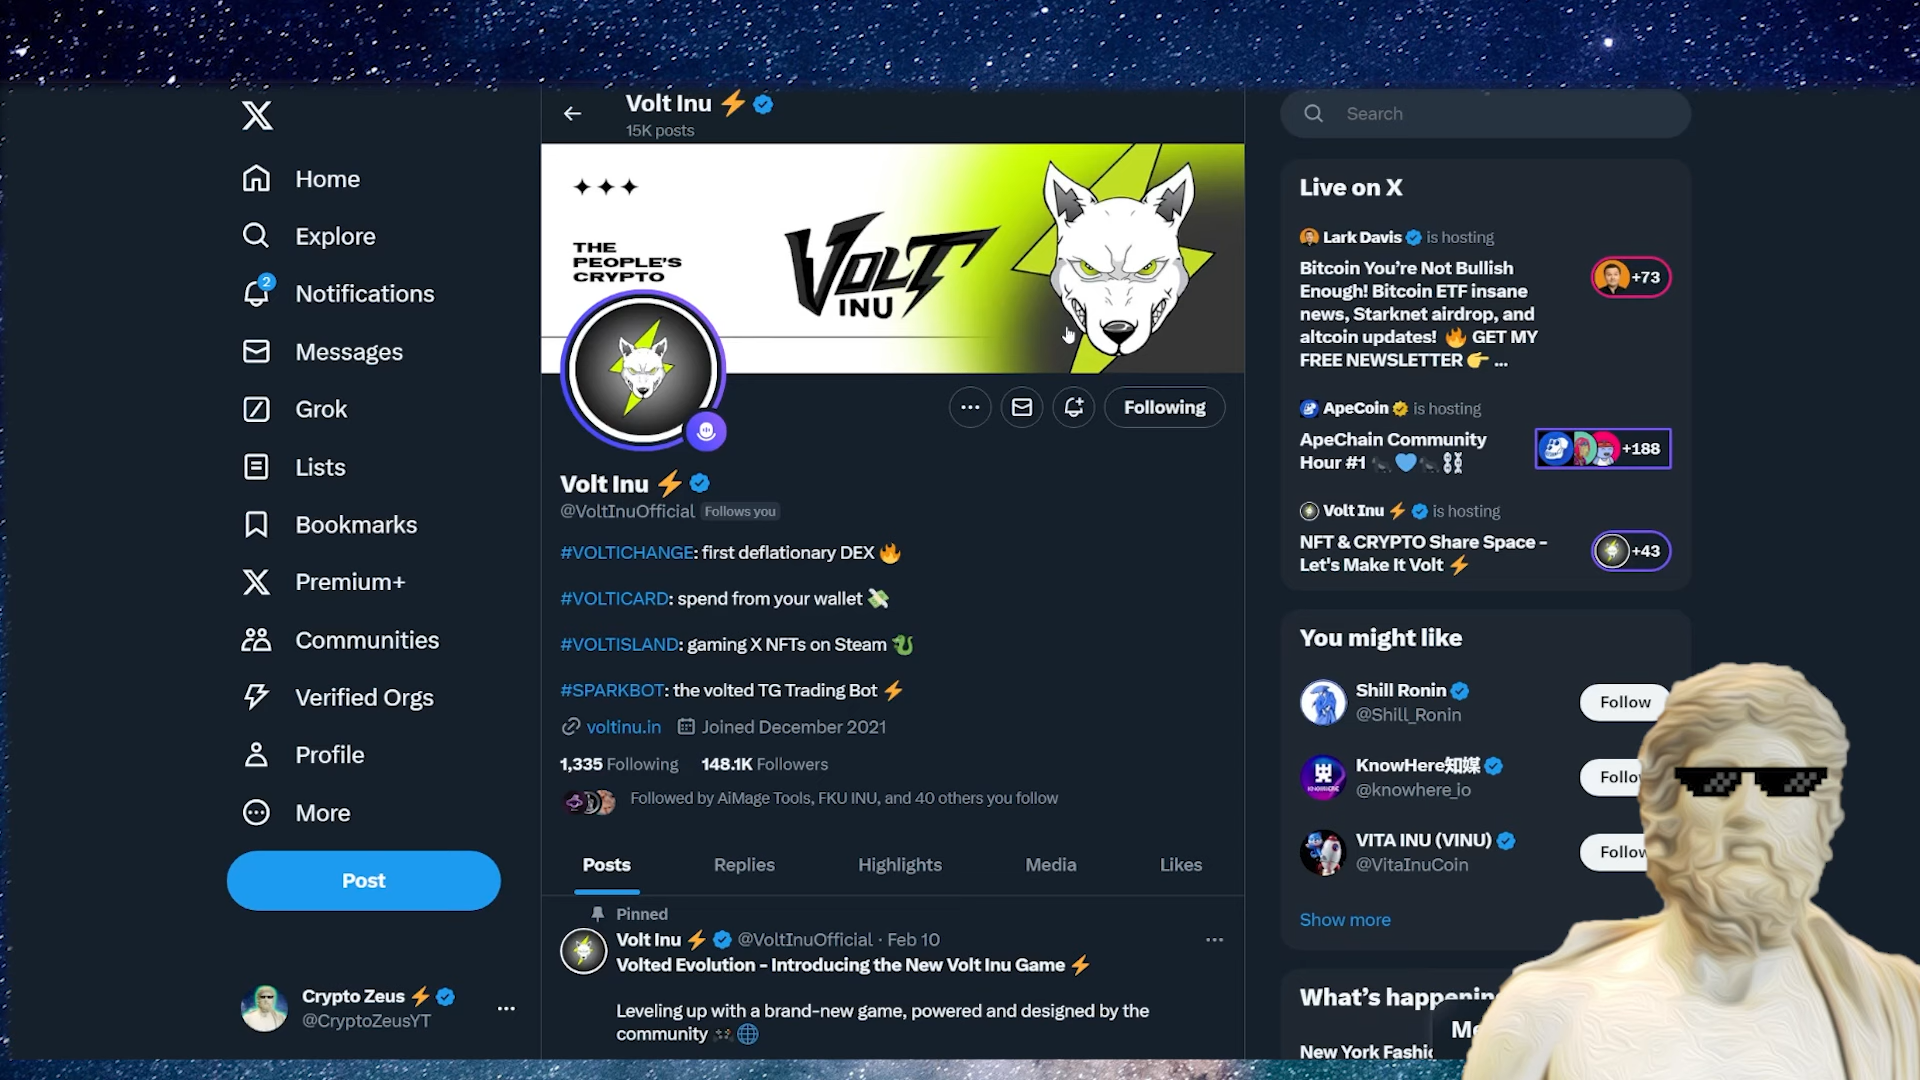 Home
Explore
2
Notifications
Messages
Grok
Lists
Bookmarks
Premium+
Communities
Verified Orgs
Profile
More
Post
Crypto Zeus
@CryptoZeusYT
Volt Inu
15K posts
THE
PEOPLE'S
CRYPTO
VOLT
INU
Following
Volt Inu
@VoltInuOfficial Follows you
#VOLTICHANGE: first deflationary DEX
#VOLTICARD: spend from your wallet
#VOLTISLAND: gaming X NFTs on Steam
#SPARKBOT: the volted TG Trading Bot
voltinu.in Joined December 2021
1,335 Following 148.1K Followers
Followed by AiMage Tools, FKU INU, and 40 others you follow
Posts Replies Highlights Media Likes
Pinned
Volt Inu @VoltInuOfficial · Feb 10
Volted Evolution - Introducing the New Volt Inu Game
Leveling up with a brand-new game, powered and designed by the
community
Search
Live on X
Lark Davis is hosting
Bitcoin You're Not Bullish
Enough! Bitcoin ETF insane
news, Starknet airdrop, and
altcoin updates! 🔥 GET MY
FREE NEWSLETTER 👉 ...
+73
ApeCoin is hosting
ApeChain Community
Hour #1
+188
Volt Inu is hosting
NFT & CRYPTO Share Space -
Let's Make It Volt
+43
You might like
Shill Ronin
@Shill_Ronin
Follow
KnowHere知媒
@knowhere_io
Follo
VITA INU (VINU)
@VitaInuCoin
Follow
Show more
What's happenin
New York Fashi